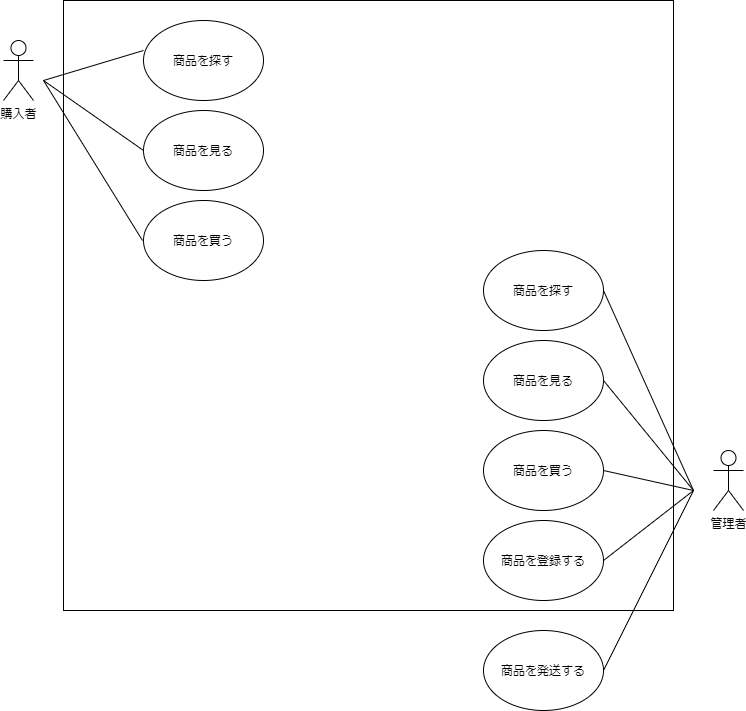 商品を探す
購入者
商品を見る
商品を買う
商品を探す
商品を見る
商品を買う
管理者
商品を登録する
商品を発送する